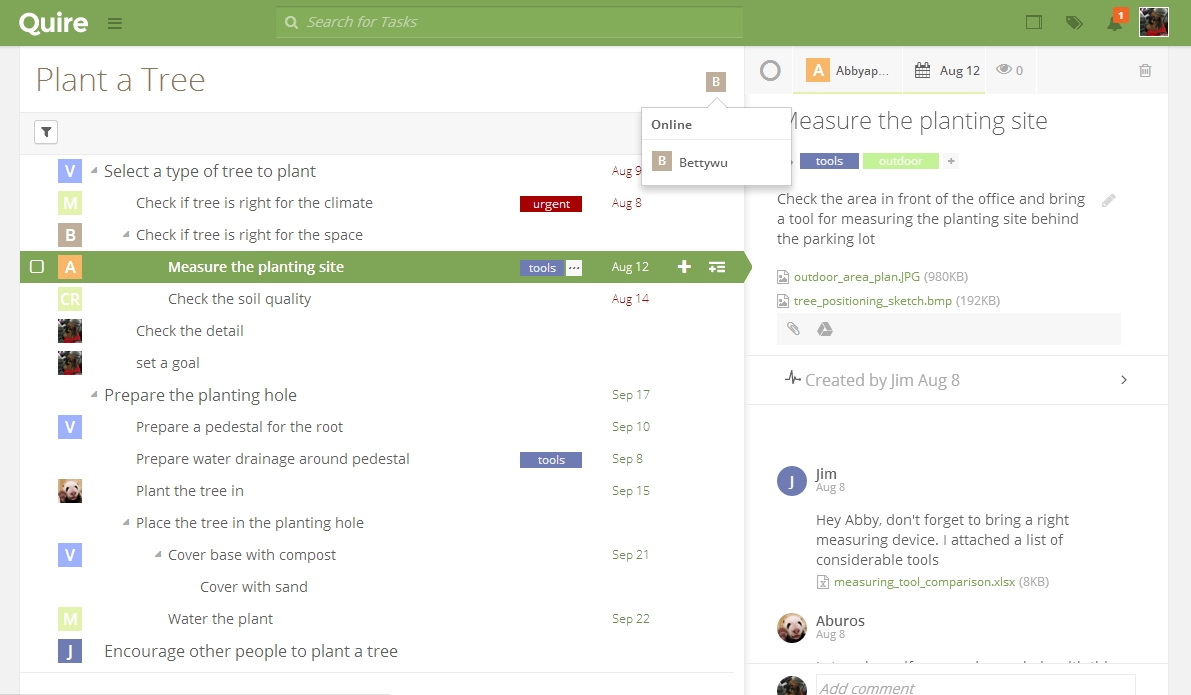 Quire
Search for Tasks
1
Plant a Tree
B
Online
B Bettywu
V Select a type of tree to plant Aug 9
M Check if tree is right for the climate urgent Aug 8
B Check if tree is right for the space
A Measure the planting site tools ... Aug 12
CR Check the soil quality Aug 14
Check the detail
set a goal
Prepare the planting hole Sep 17
V Prepare a pedestal for the root Sep 10
Prepare water drainage around pedestal tools Sep 8
Plant the tree in Sep 15
Place the tree in the planting hole
V Cover base with compost Sep 21
Cover with sand
M Water the plant Sep 22
J Encourage other people to plant a tree
A Abbyap... Aug 12 0
Measure the planting site
tools outdoor +
Check the area in front of the office and bring
a tool for measuring the planting site behind
the parking lot
outdoor_area_plan.JPG (980KB)
tree_positioning_sketch.bmp (192KB)
Created by Jim Aug 8
J Jim
Aug 8
Hey Abby, don't forget to bring a right
measuring device. I attached a list of
considerable tools
measuring_tool_comparison.xlsx (8KB)
Aburos
Aug 8
Add comment